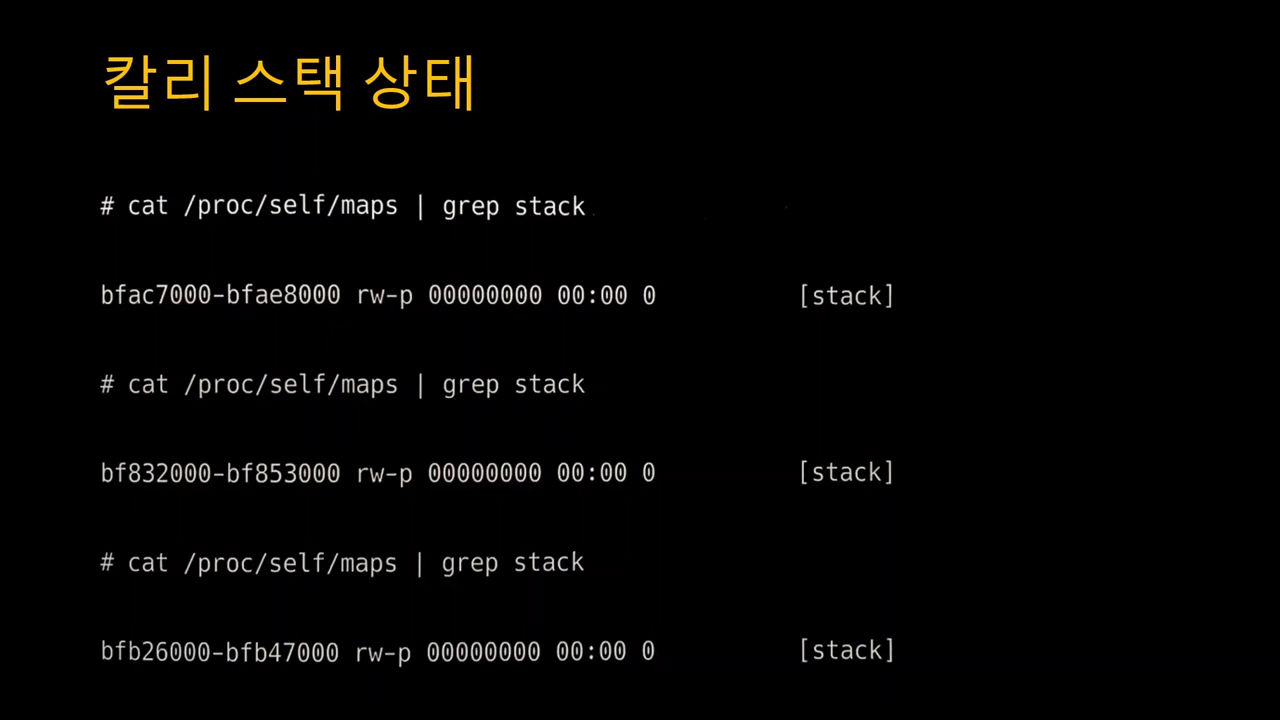 칼리 스택 상태
# cat /proc/self/maps | grep stack
bfac7000-bfae8000 rw-p 00000000 00:00 0 [stack]
# cat /proc/self/maps | grep stack
bf832000-bf853000 rw-p 00000000 00:00 0 [stack]
# cat /proc/self/maps | grep stack
bfb26000-bfb47000 rw-p 00000000 00:00 0 [stack]